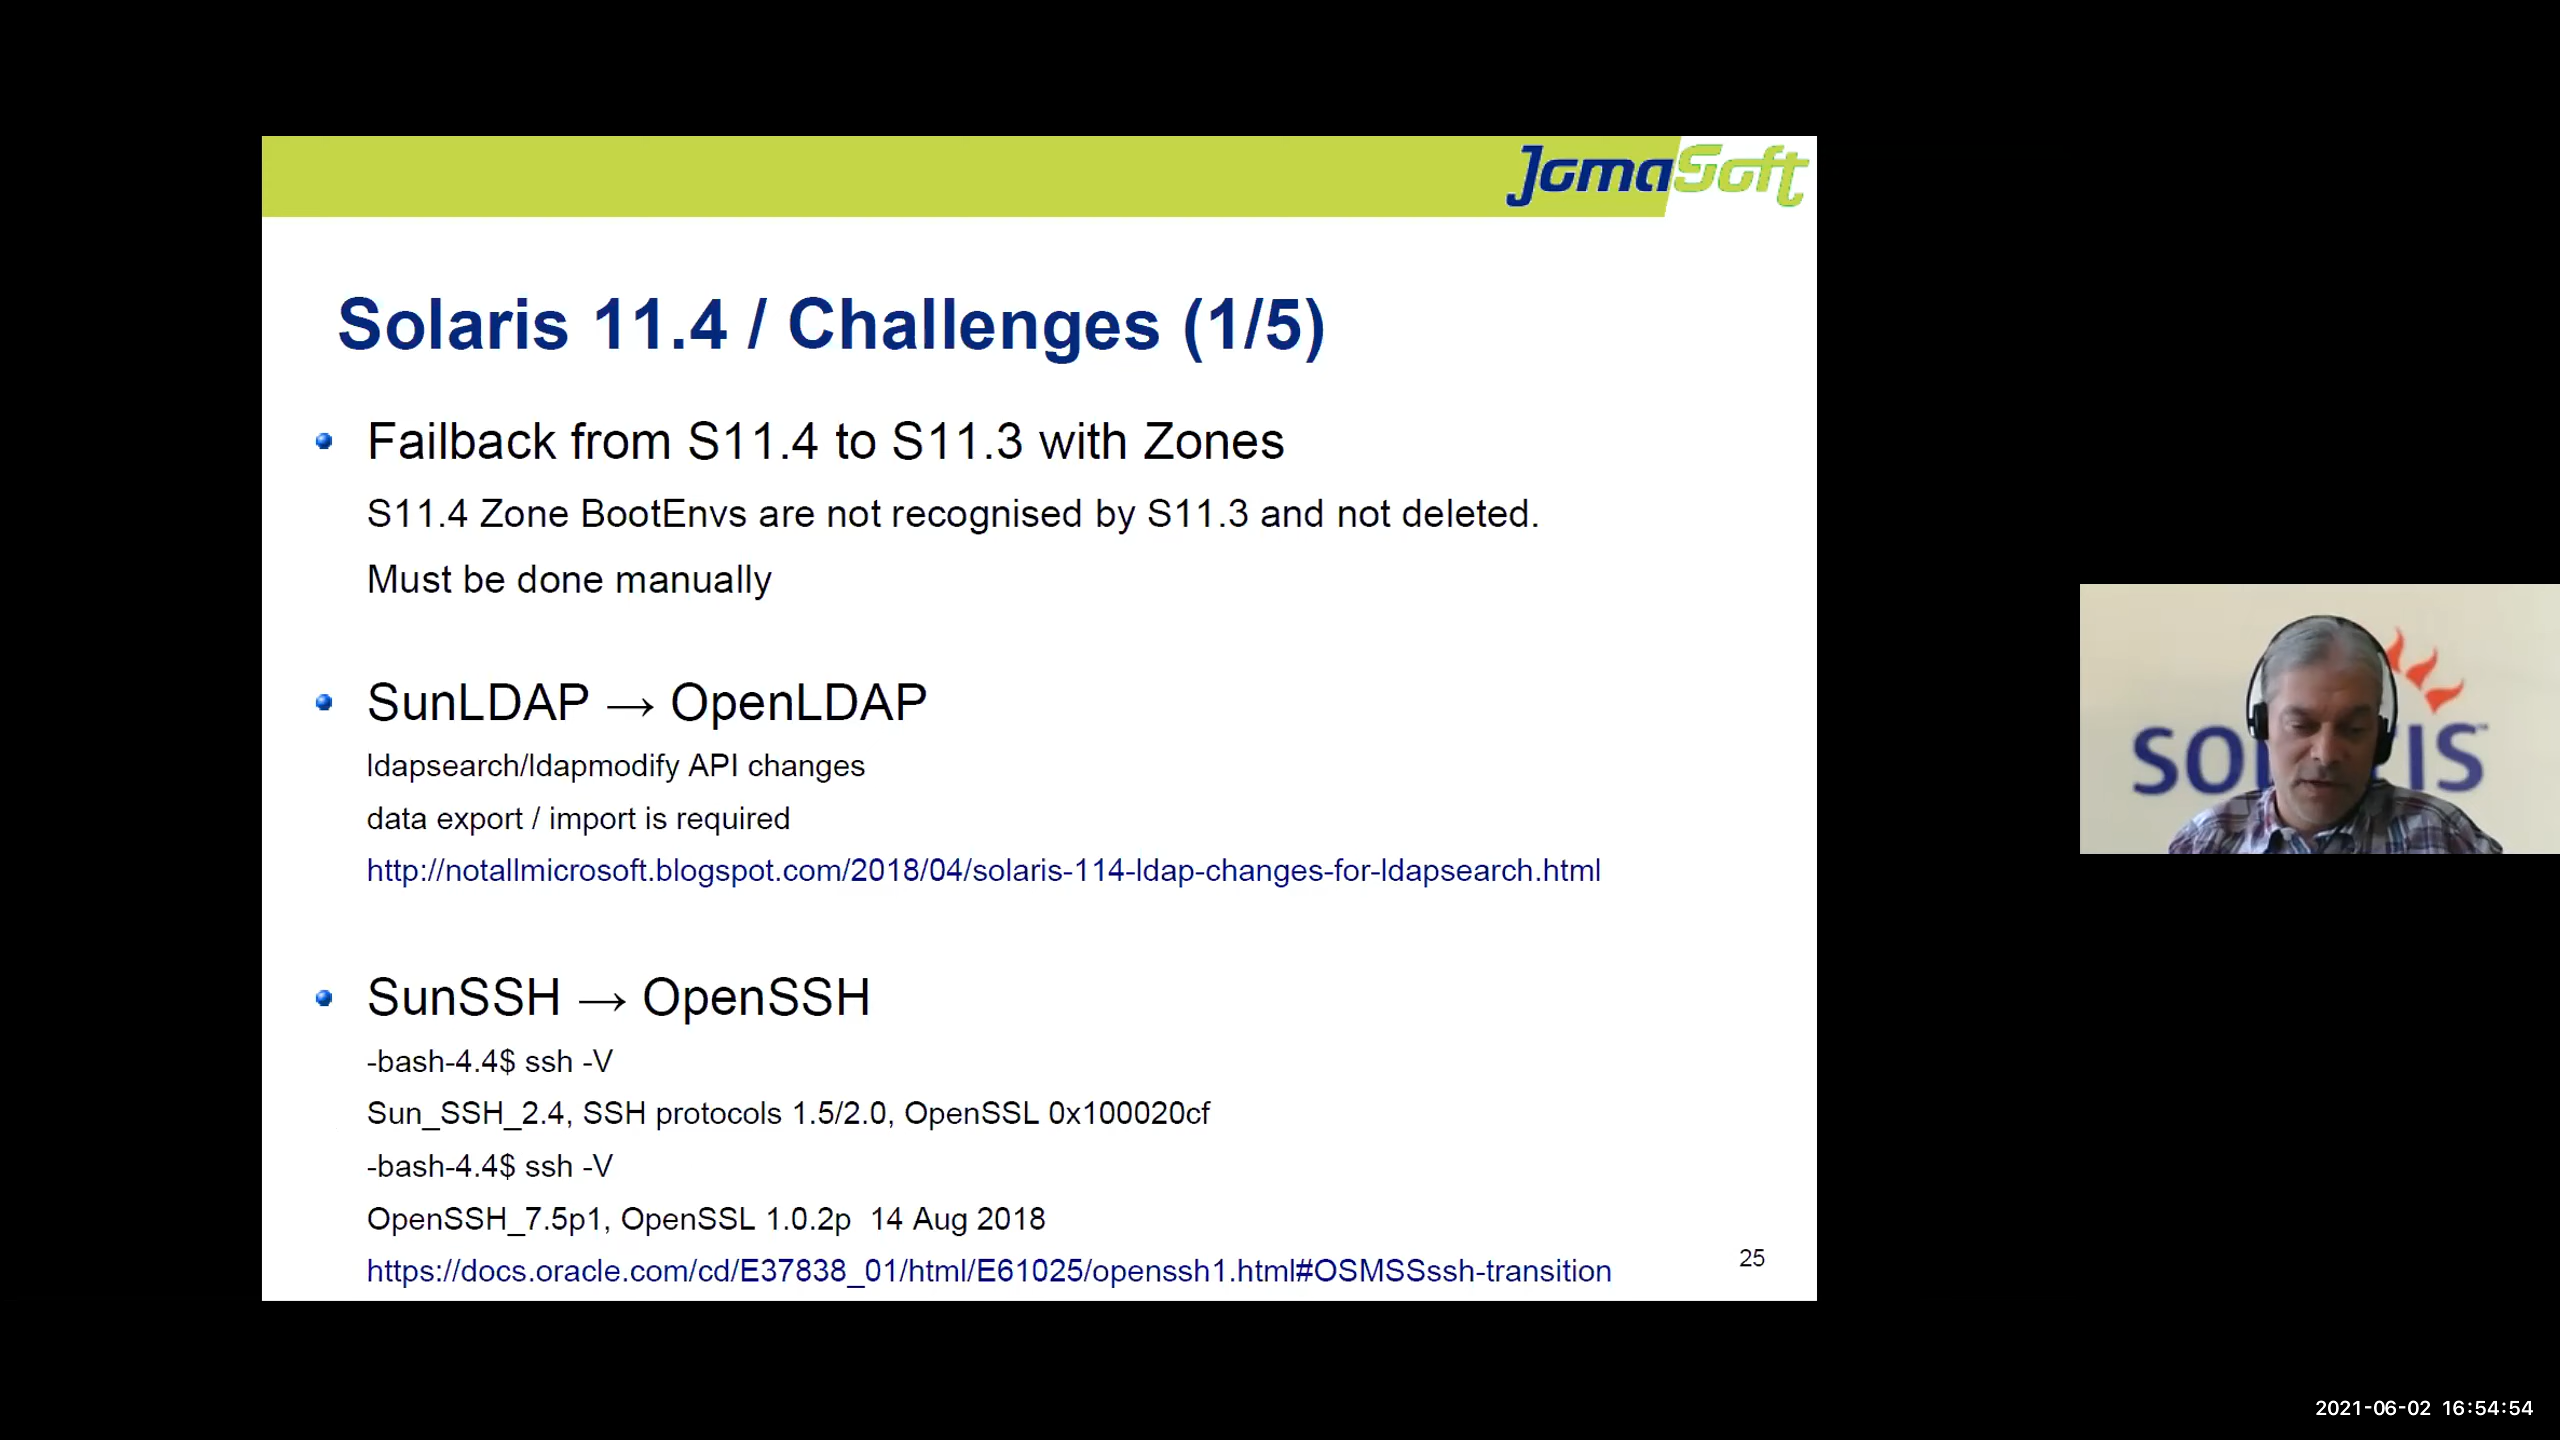 JomaSoft
Solaris 11.4 / Challenges (1/5)
Failback from S11.4 to S11.3 with Zones
S11.4 Zone BootEnvs are not recognised by S11.3 and not deleted.
Must be done manually
SunLDAP → OpenLDAP
ldapsearch/ldapmodify API changes
data export / import is required
http://notallmicrosoft.blogspot.com/2018/04/solaris-114-ldap-changes-for-ldapsearch.html
SunSSH → OpenSSH
-bash-4.4$ ssh -V
Sun_SSH_2.4, SSH protocols 1.5/2.0, OpenSSL 0x100020cf
-bash-4.4$ ssh -V
OpenSSH_7.5p1, OpenSSL 1.0.2p  14 Aug 2018
https://docs.oracle.com/cd/E37838_01/html/E61025/openssh1.html#OSMSSssh-transition
25
SO IS
2021-06-02 16:54:54